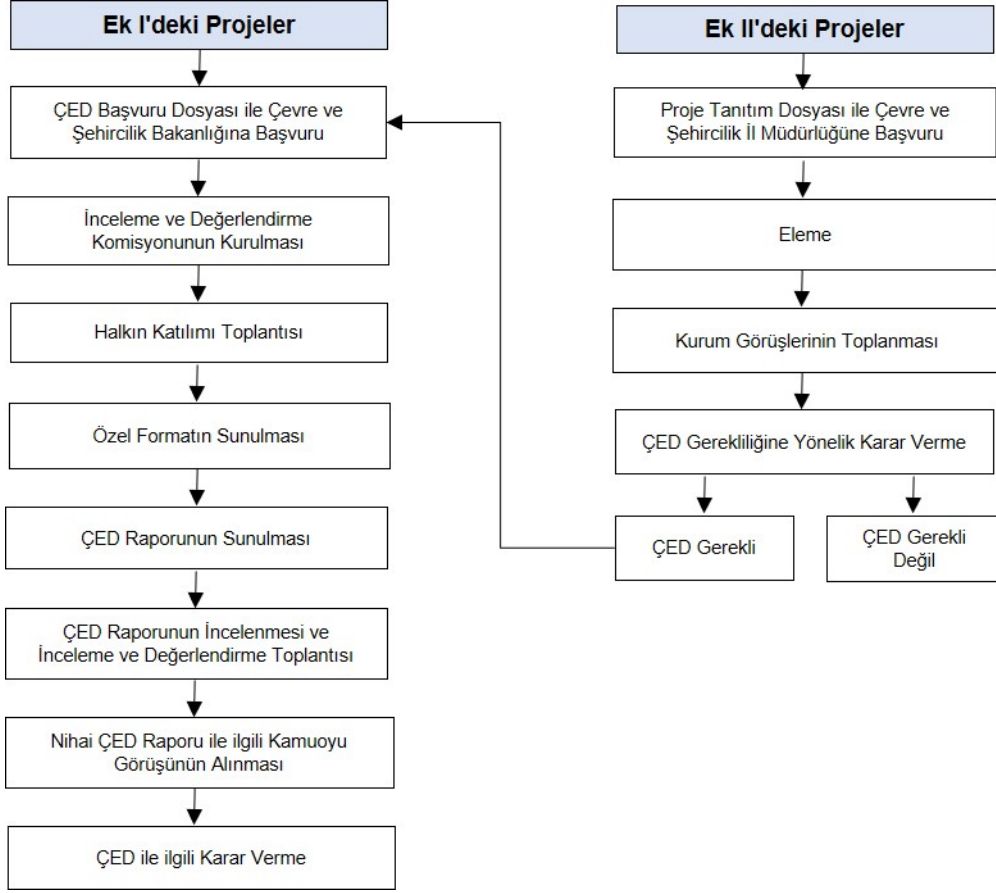 Ek I'deki Projeler
ÇED Başvuru Dosyası ile Çevre ve
Şehircilik Bakanlığına Başvuru
İnceleme ve Değerlendirme
Komisyonunun Kurulması
Halkın Katılımı Toplantısı
Özel Formatın Sunulması
ÇED Raporunun Sunulması
ÇED Raporunun İncelenmesi ve
İnceleme ve Değerlendirme Toplantısı
Nihai ÇED Raporu ile ilgili Kamuoyu
Görüşünün Alınması
ÇED ile ilgili Karar Verme
Ek II'deki Projeler
Proje Tanıtım Dosyası ile Çevre ve
Şehircilik İl Müdürlüğüne Başvuru
Eleme
Kurum Görüşlerinin Toplanması
ÇED Gerekliliğine Yönelik Karar Verme
ÇED Gerekli
ÇED Gerekli
Değil